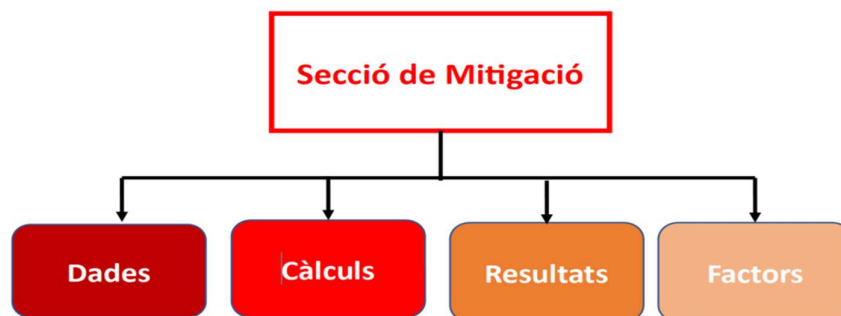 Secció de Mitigació
Dades
Càlculs
Resultats
Factors